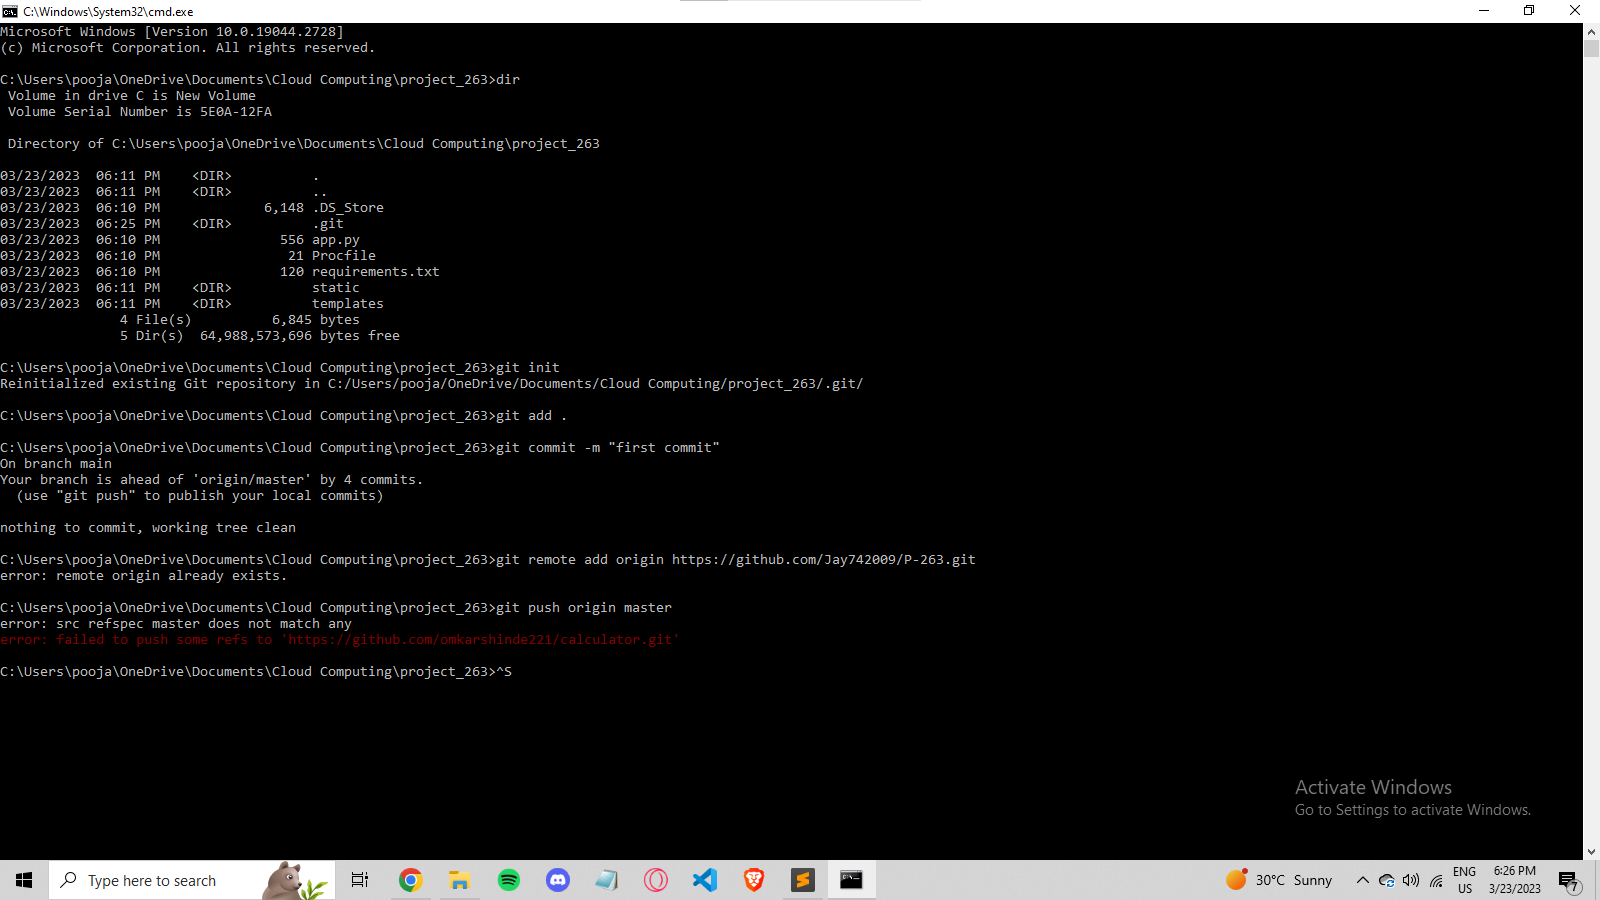 C:\Windows\System32\cmd.exe
Microsoft Windows [Version 10.0.19044.2728]
(c) Microsoft Corporation. All rights reserved.
C:\Users\pooja\OneDrive\Documents\Cloud Computing\project_263>dir
 Volume in drive C is New Volume
 Volume Serial Number is 5E0A-12FA
 Directory of C:\Users\pooja\OneDrive\Documents\Cloud Computing\project_263
03/23/2023  06:11 PM    <DIR>          .
03/23/2023  06:11 PM    <DIR>          ..
03/23/2023  06:10 PM             6,148 .DS_Store
03/23/2023  06:25 PM    <DIR>          .git
03/23/2023  06:10 PM               556 app.py
03/23/2023  06:10 PM                21 Procfile
03/23/2023  06:10 PM               120 requirements.txt
03/23/2023  06:11 PM    <DIR>          static
03/23/2023  06:11 PM    <DIR>          templates
               4 File(s)          6,845 bytes
               5 Dir(s)  64,988,573,696 bytes free
C:\Users\pooja\OneDrive\Documents\Cloud Computing\project_263>git init
Reinitialized existing Git repository in C:/Users/pooja/OneDrive/Documents/Cloud Computing/project_263/.git/
C:\Users\pooja\OneDrive\Documents\Cloud Computing\project_263>git add .
C:\Users\pooja\OneDrive\Documents\Cloud Computing\project_263>git commit -m "first commit"
On branch main
Your branch is ahead of 'origin/master' by 4 commits.
  (use "git push" to publish your local commits)
nothing to commit, working tree clean
C:\Users\pooja\OneDrive\Documents\Cloud Computing\project_263>git remote add origin https://github.com/Jay742009/P-263.git
error: remote origin already exists.
C:\Users\pooja\OneDrive\Documents\Cloud Computing\project_263>git push origin master
error: src refspec master does not match any
error: failed to push some refs to 'https://github.com/omkarshinde221/calculator.git'
C:\Users\pooja\OneDrive\Documents\Cloud Computing\project_263>^S
Activate Windows
Go to Settings to activate Windows.
Type here to search
30°C Sunny
ENG
US
6:26 PM
3/23/2023
7